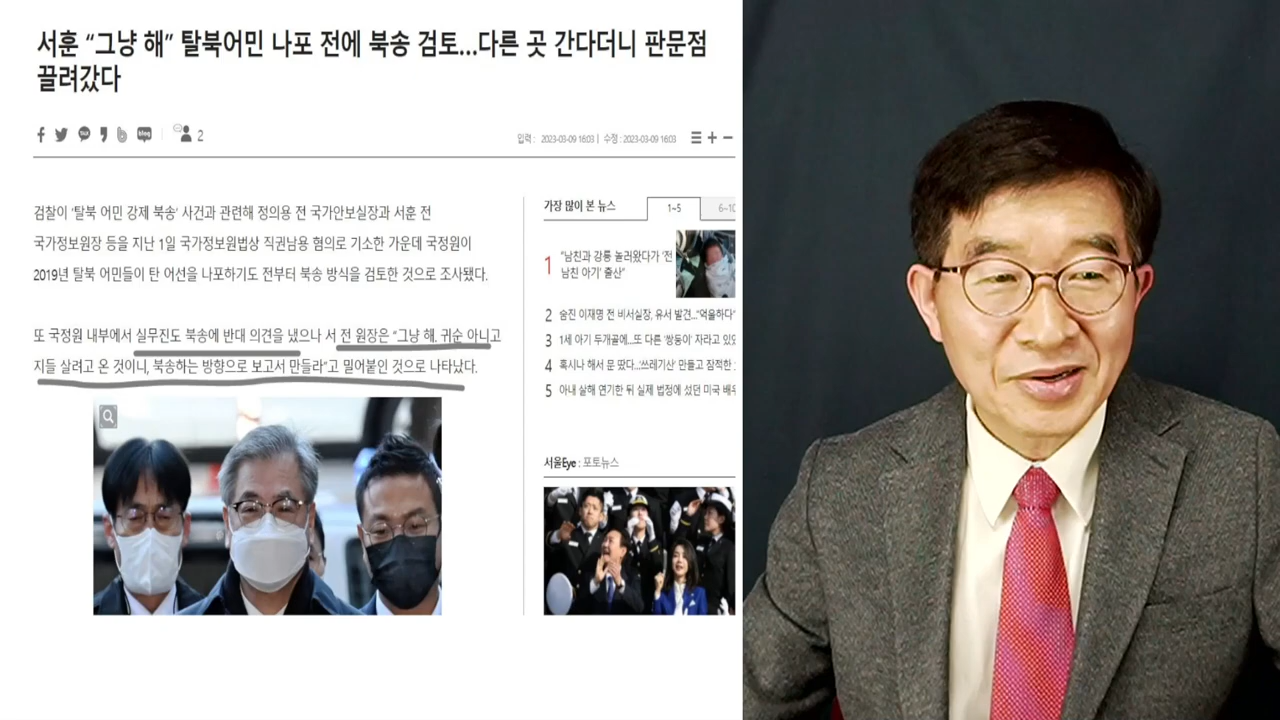 서훈 “그냥 해” 탈북어민 나포 전에 북송 검토...다른 곳 간다더니 판문점
끌려갔다
blog
2
입력 : 2023-03-09 16:03 | 수정 : 2023-03-09 16:03
검찰이 '탈북 어민 강제 북송' 사건과 관련해 정의용 전 국가안보실장과 서훈 전
국가정보원장 등을 지난 1일 국가정보원법상 직권남용 혐의로 기소한 가운데 국정원이
2019년 탈북 어민들이 탄 어선을 나포하기도 전부터 북송 방식을 검토한 것으로 조사됐다.
또 국정원 내부에서 실무진도 북송에 반대 의견을 냈으나 서 전 원장은 “그냥 해. 귀순 아니고
지들 살려고 온 것이니, 북송하는 방향으로 보고서 만들라”고 밀어붙인 것으로 나타났다.
가장 많이 본 뉴스
1~5
6~10
1 “남친과 강릉 놀러왔다가 '전
남친 아기' 출산”
2 숨진 이재명 전 비서실장, 유서 발견…“억울하다”
3 1세 아기 두개골에…또 다른 '쌍둥이' 자라고 있었
4 혹시나 해서 문 땄다…'쓰레기산' 만들고 잠적한
5 아내 살해 연기한 뒤 실제 법정에 섰던 미국 배우
서울Eye : 포토뉴스